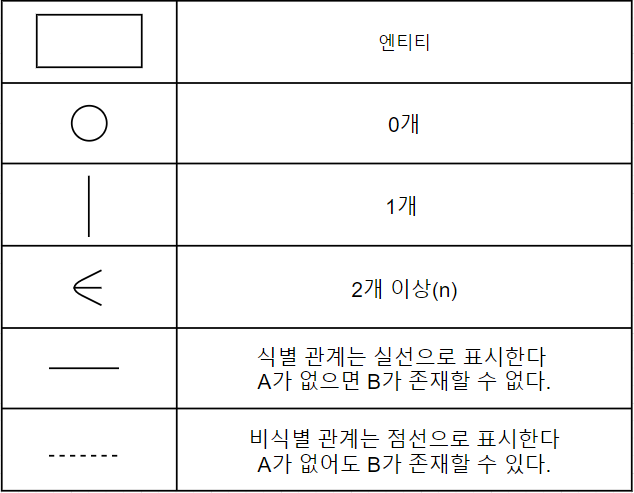 엔티티
0개
1개
2개 이상(n)
식별 관계는 실선으로 표시한다
A가 없으면 B가 존재할 수 없다.
비식별 관계는 점선으로 표시한다
A가 없어도 B가 존재할 수 있다.